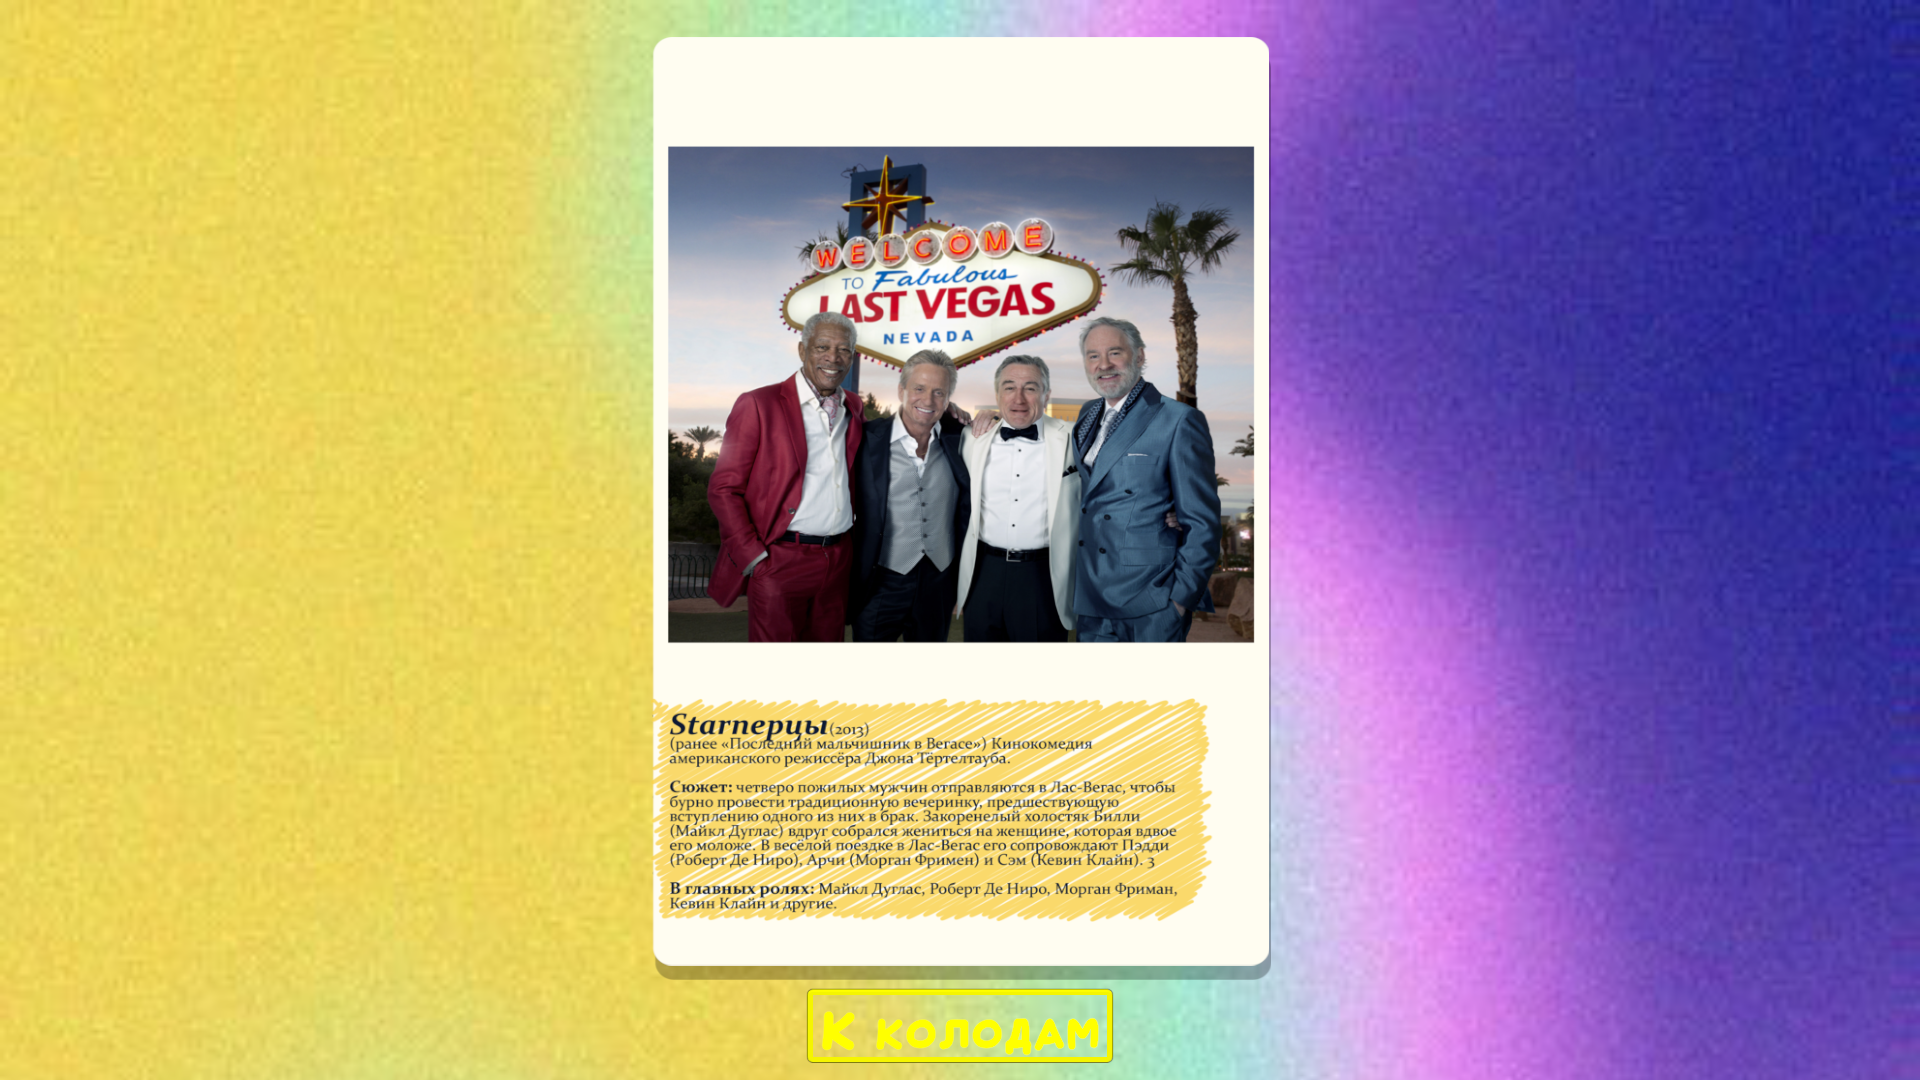 WELCOME
TO Fabulous
LAST VEGAS
NEVADA
Starперцы (2013)
(ранее «Последний мальчишник в Вегасе») Кинокомедия
американского режиссёра Джона Тёртелтауба.
Сюжет: четверо пожилых мужчин отправляются в Лас-Вегас, чтобы
бурно провести традиционную вечеринку, предшествующую
вступлению одного из них в брак. Закоренелый холостяк Билли
(Майкл Дуглас) вдруг собрался жениться на женщине, которая вдвое
его моложе. В весёлой поездке в Лас-Вегас его сопровождают Пэдди
(Роберт Де Ниро), Арчи (Морган Фримен) и Сэм (Кевин Клайн). 3
В главных ролях: Майкл Дуглас, Роберт Де Ниро, Морган Фриман,
Кевин Клайн и другие.
К КОЛОДАМ